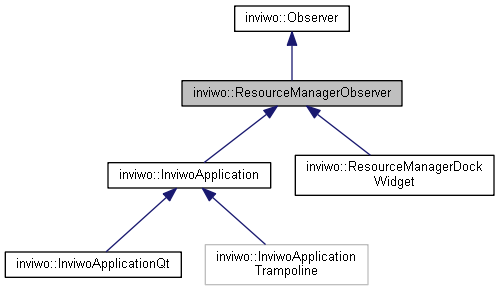 inviwo::Observer
inviwo::ResourceManagerObserver
inviwo::InviwoApplication
inviwo::ResourceManagerDock
Widget
inviwo::InviwoApplicationQt
inviwo::InviwoApplication
Trampoline